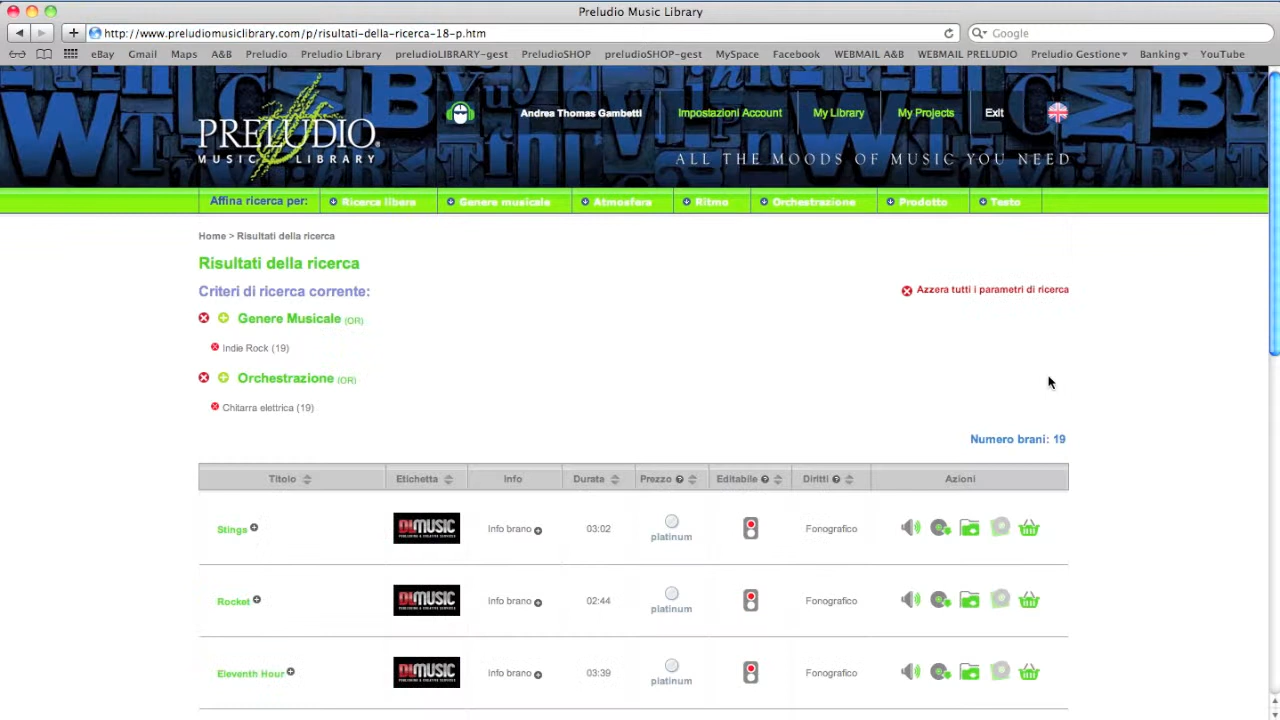 Preludio Music Library
http://www.preludiomusiclibrary.com/p/risultati-della-ricerca-18-p.htm
Google
eBay Gmail Maps A&B Preludio Preludio Library preludioLIBRARY-gest PreludioSHOP preludioSHOP-gest MySpace Facebook WEBMAIL A&B WEBMAIL PRELUDIO Preludio Gestione Banking YouTube
PRELUDIO®
MUSIC LIBRARY
Andrea Thomas Gambetti Impostazioni Account My Library My Projects Exit
ALL THE MOODS OF MUSIC YOU NEED
Affina ricerca per: Ricerca libera Genere musicale Atmosfera Ritmo Orchestrazione Prodotto Testo
Home > Risultati della ricerca
Risultati della ricerca
Criteri di ricerca corrente:
Azzera tutti i parametri di ricerca
Genere Musicale (OR)
Indie Rock (19)
Orchestrazione (OR)
Chitarra elettrica (19)
Numero brani: 19
Titolo Etichetta Info Durata Prezzo Editabile Diritti Azioni
Stings DLMUSIC Info brano 03:02 platinum Fonografico
Rocket DLMUSIC Info brano 02:44 platinum Fonografico
Eleventh Hour DLMUSIC Info brano 03:39 platinum Fonografico